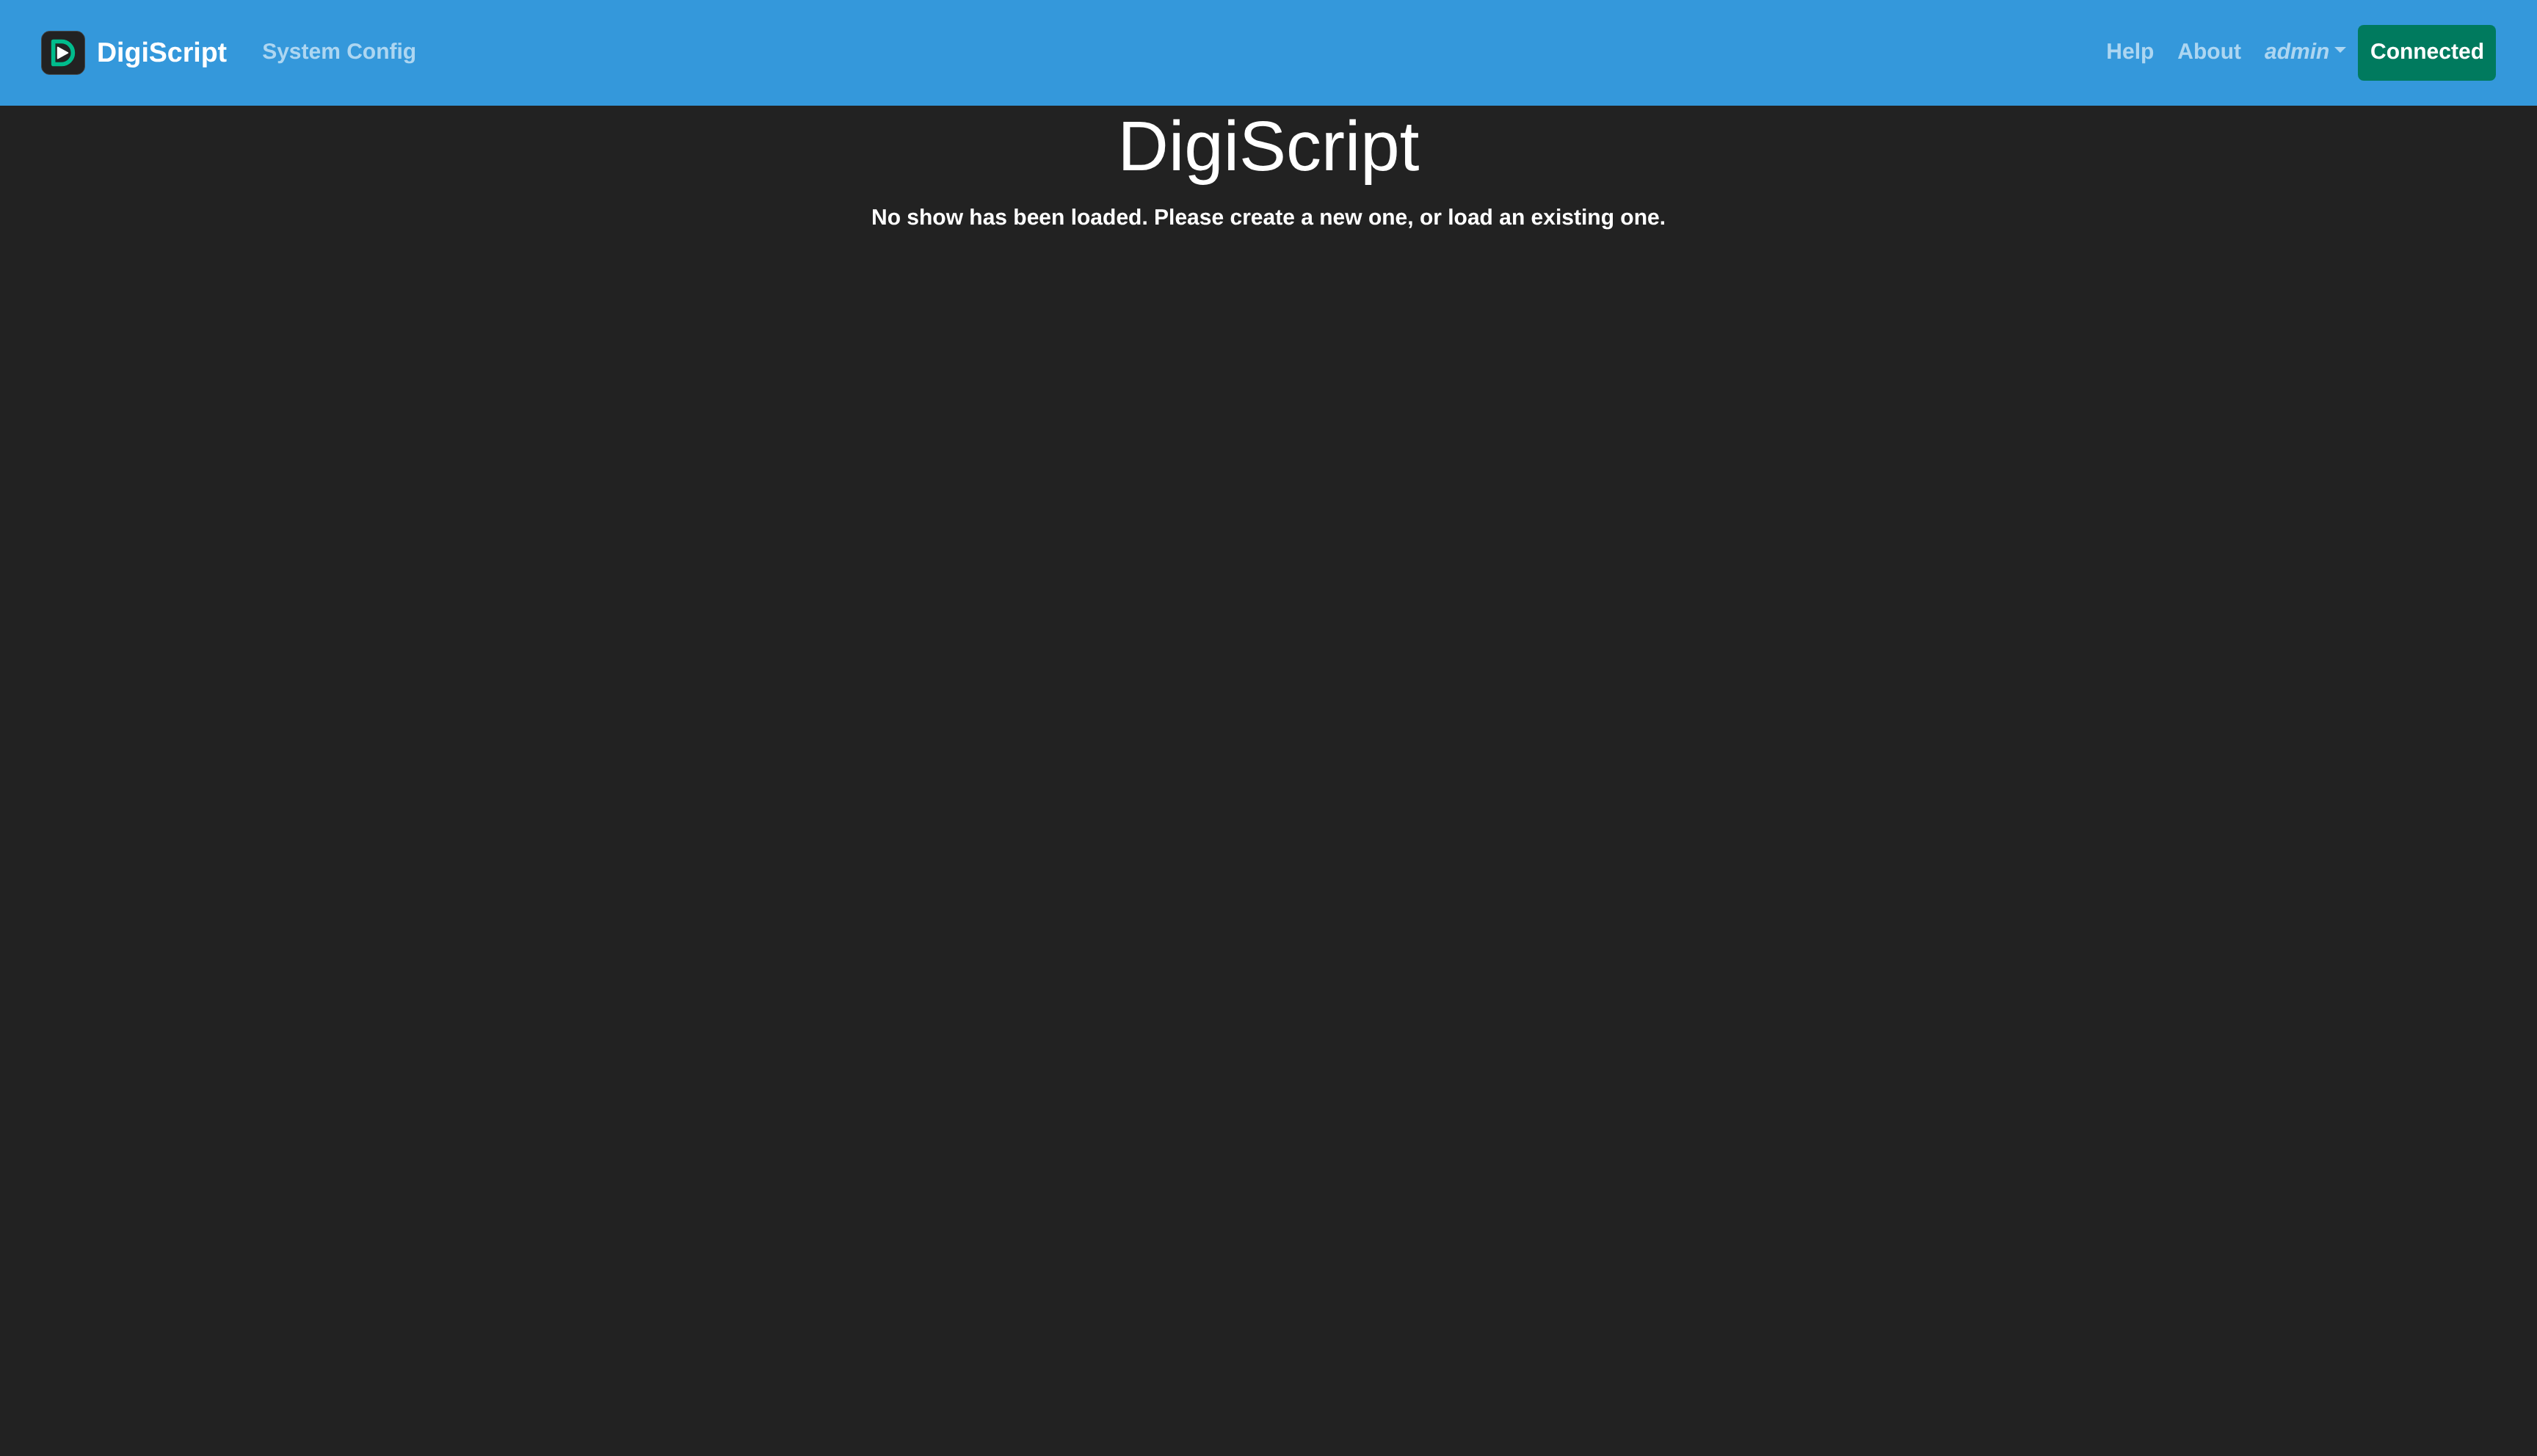 DigiScript System Config Help About admin Connected
DigiScript
No show has been loaded. Please create a new one, or load an existing one.